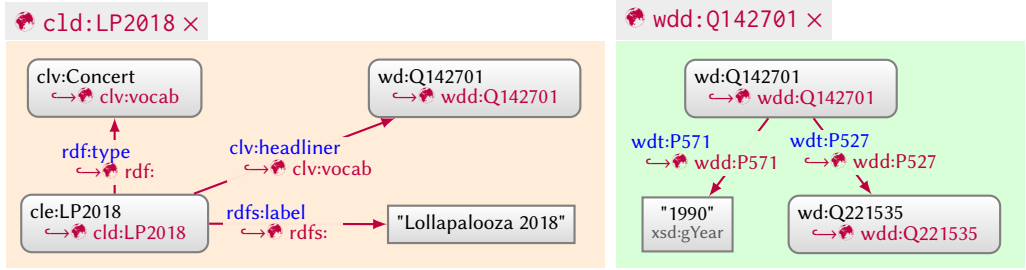 cld:LP2018 ×
clv:Concert
↪ clv:vocab
wd:Q142701
↪ wdd:Q142701
rdf:type
↪ rdf:
clv:headliner
↪ clv:vocab
cle:LP2018
↪ cld:LP2018
rdfs:label
↪ rdfs:
"Lollapalooza 2018"
wdd:Q142701 ×
wd:Q142701
↪ wdd:Q142701
wdt:P571
↪ wdd:P571
wdt:P527
↪ wdd:P527
"1990"
xsd:gYear
wd:Q221535
↪ wdd:Q221535